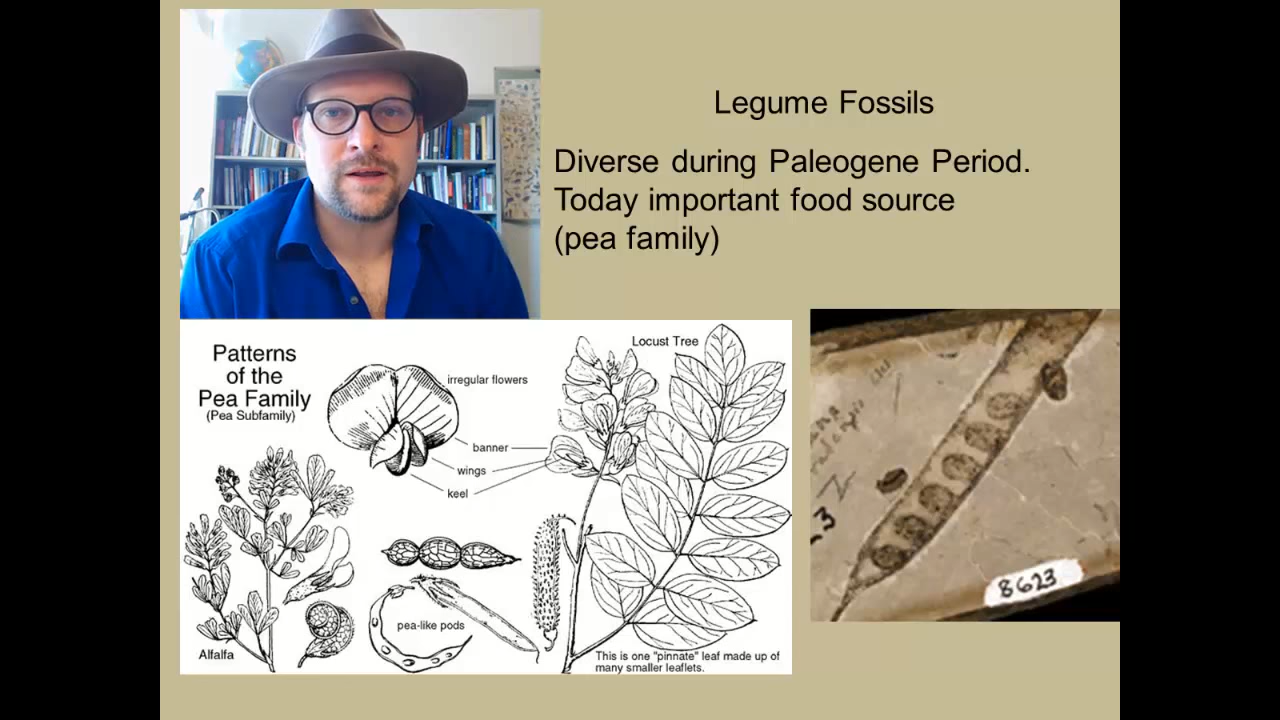 Legume Fossils
Diverse during Paleogene Period.
Today important food source
(pea family)
Patterns
of the
Pea Family
(Pea Subfamily)
irregular flowers
Locust Tree
banner
wings
keel
pea-like pods
Alfalfa
This is one "pinnate" leaf made up of
many smaller leaflets.
8623